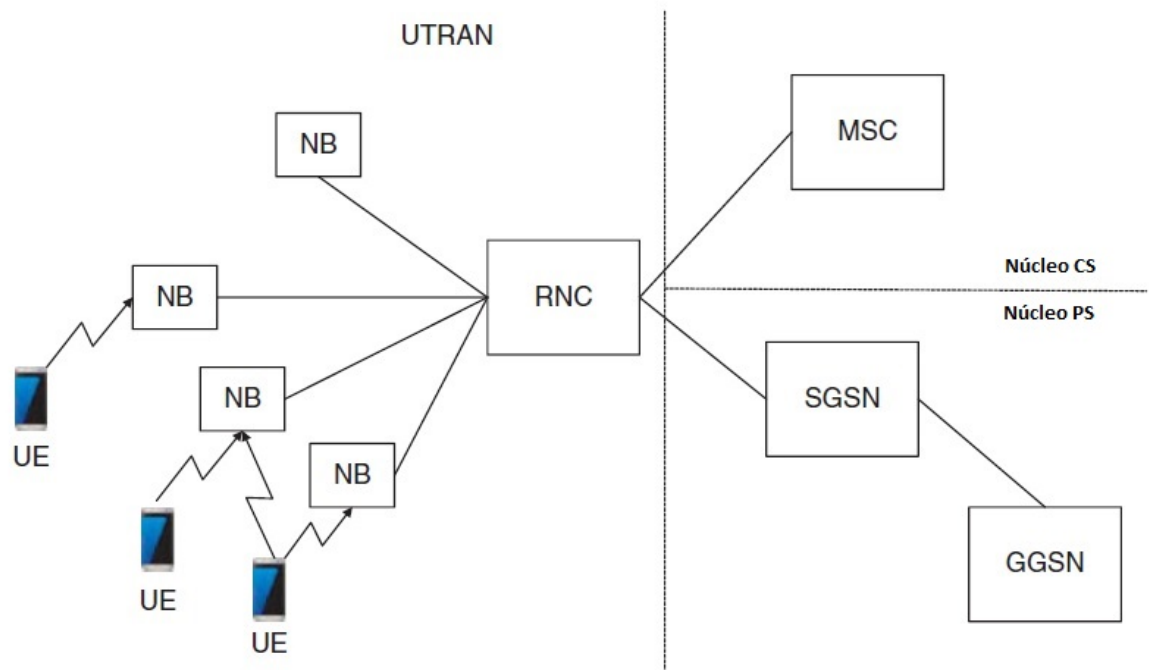 UTRAN
NB
MSC
NB
RNC
Núcleo CS
Núcleo PS
NB
SGSN
UE
NB
GGSN
UE
UE